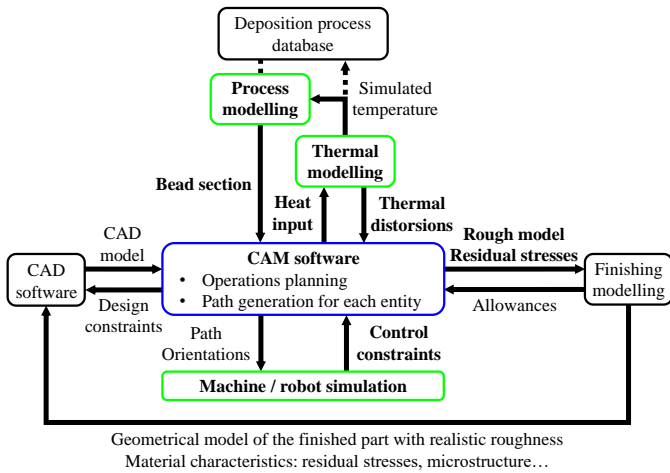 Deposition process
database
Process
modelling
Simulated
temperature
Thermal
modelling
Bead section
Heat
input
Thermal
distorsions
CAD
model
Rough model
Residual stresses
CAD
software
CAM software
• Operations planning
• Path generation for each entity
Finishing
modelling
Design
constraints
Allowances
Path
Orientations
Control
constraints
Machine / robot simulation
Geometrical model of the finished part with realistic roughness
Material characteristics: residual stresses, microstructure…